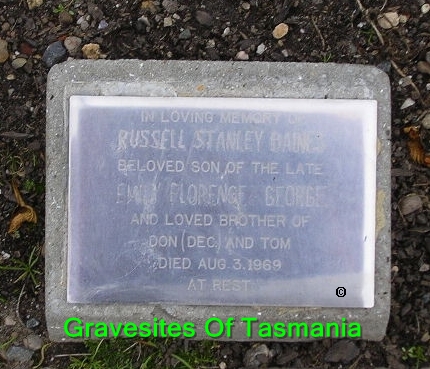 IN LOVING MEMORY OF
RUSSELL STANLEY
BELOVED SON OF THE LATE
EMILY FLORENCE GEORGE
AND LOVED BROTHER OF
DON (DEC) AND TOM
DIED AUG. 3. 1969
AT REST
©
Gravesites Of Tasmania